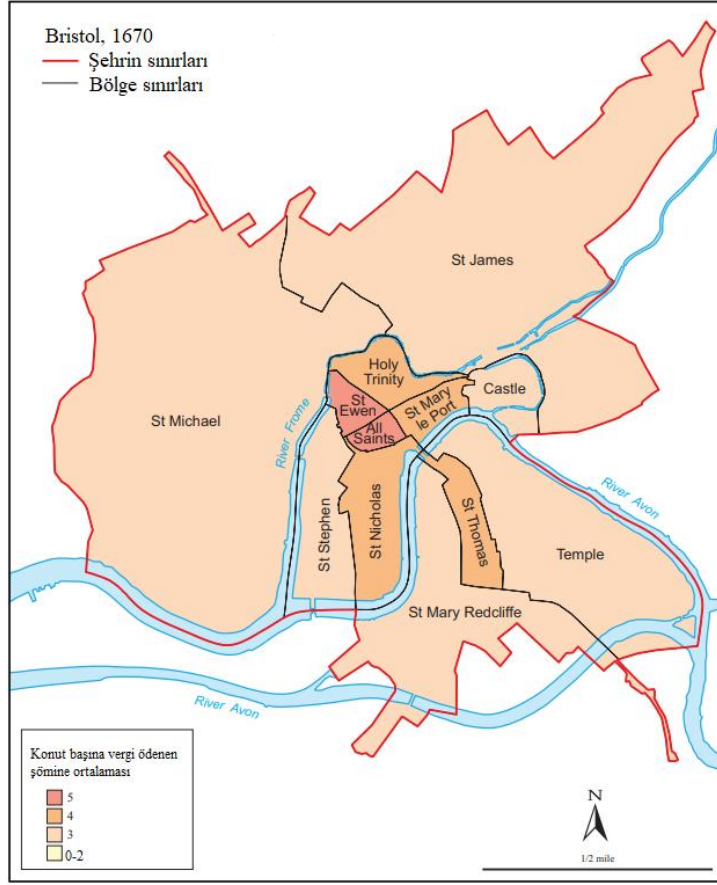 Bristol, 1670
Şehrin sınırları
Bölge sınırları
St James
Holy
Trinity
Castle
St
Ewen
St Mary
le Port
All
Saints
St Michael
River Frome
St Stephen
St Nicholas
St Thomas
Temple
River Avon
St Mary Redcliffe
River Avon
Konut başına vergi ödenen
şömine ortalaması
5
4
3
0-2
N
1/2 mile